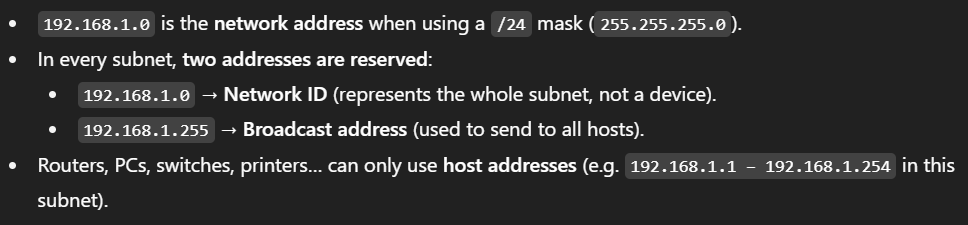 • 192.168.1.0 is the network address when using a /24 mask (255.255.255.0).
• In every subnet, two addresses are reserved:
• 192.168.1.0 → Network ID (represents the whole subnet, not a device).
• 192.168.1.255 → Broadcast address (used to send to all hosts).
• Routers, PCs, switches, printers... can only use host addresses (e.g. 192.168.1.1 – 192.168.1.254 in this
subnet).